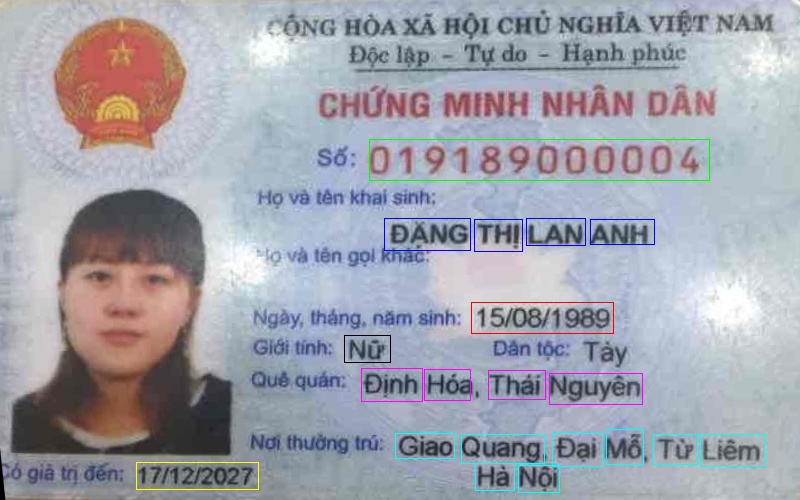 CỘNG HÒA XÃ HỘI CHỦ NGHĨA VIỆT NAM
Độc lập - Tự do - Hạnh phúc
CHỨNG MINH NHÂN DÂN
Số: 019189000004
Họ và tên khai sinh:
ĐẶNG THỊ LAN ANH
Họ và tên gọi khác:
Ngày, tháng, năm sinh: 15/08/1989
Giới tính: Nữ Dân tộc: Tày
Quê quán: Định Hóa, Thái Nguyên
Nơi thường trú: Giao Quang, Đại Mỗ, Từ Liêm
Hà Nội
Có giá trị đến: 17/12/2027